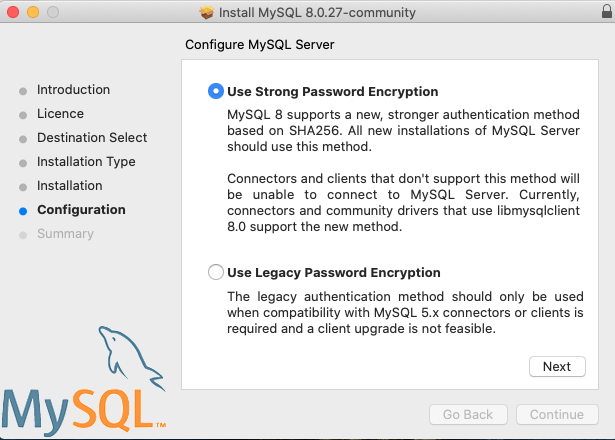 Install MySQL 8.0.27-community
Configure MySQL Server
Introduction
Licence
Destination Select
Installation Type
Installation
Configuration
Summary
Use Strong Password Encryption
MySQL 8 supports a new, stronger authentication method
based on SHA256. All new installations of MySQL Server
should use this method.
Connectors and clients that don't support this method will
be unable to connect to MySQL Server. Currently,
connectors and community drivers that use libmysqlclient
8.0 support the new method.
Use Legacy Password Encryption
The legacy authentication method should only be used
when compatibility with MySQL 5.x connectors or clients is
required and a client upgrade is not feasible.
Next
MySQL™
Go Back
Continue